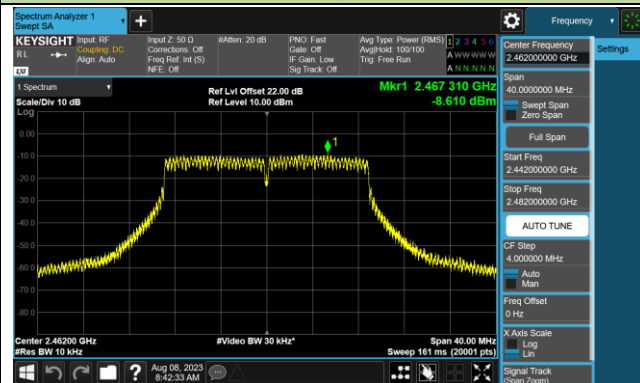 Spectrum Analyzer 1
Swept SA
Frequency
KEYSIGHT
Input: RF
Input Z: 50 Ω
#Atten: 20 dB
PNO: Fast
Avg Type: Power (RMS)
1 2 3 4 5 6
RL
Coupling: DC
Corrections: Off
Gate: Off
Avg|Hold: 100/100
A W W W W W
Align: Auto
Freq Ref: Int (S)
IF Gain: Low
Trig: Free Run
NFE: Off
Sig Track: Off
A N N N N N
LXI
1 Spectrum
Scale/Div 10 dB
Ref Lvl Offset 22.00 dB
Ref Level 10.00 dBm
Mkr1 2.467 310 GHz
-8.610 dBm
Log
0.00
-10.0
-20.0
-30.0
-40.0
-50.0
-60.0
-70.0
-80.0
1
Center 2.46200 GHz
#Res BW 10 kHz
#Video BW 30 kHz*
Span 40.00 MHz
Sweep 161 ms (20001 pts)
Aug 08, 2023
8:42:33 AM
Center Frequency
2.462000000 GHz
Settings
Span
40.0000000 MHz
Swept Span
Zero Span
Full Span
Start Freq
2.442000000 GHz
Stop Freq
2.482000000 GHz
AUTO TUNE
CF Step
4.000000 MHz
Auto
Man
Freq Offset
0 Hz
X Axis Scale
Log
Lin
Signal Track
(Span Zoom)